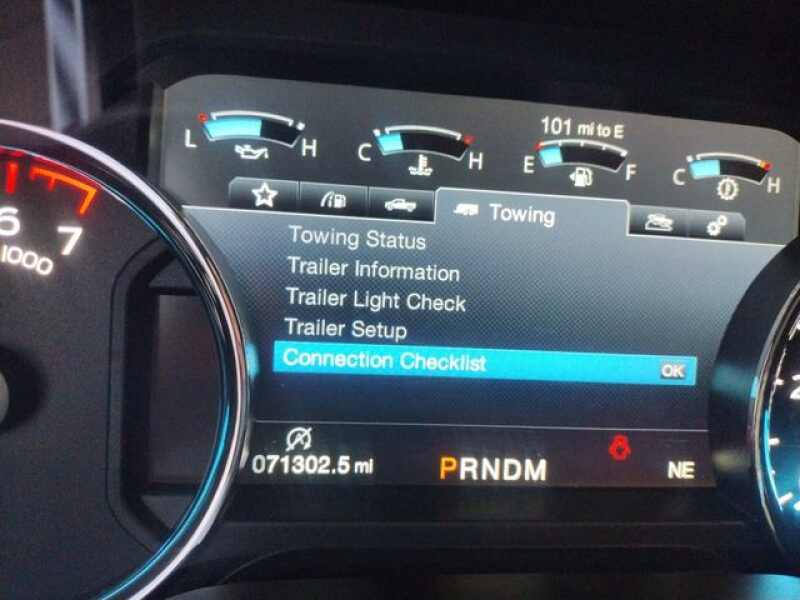 101 mi to E
L H C H E F C H
Towing
Towing Status
Trailer Information
Trailer Light Check
Trailer Setup
Connection Checklist OK
071302.5 mi
PRNDM
NE
6 7
1000